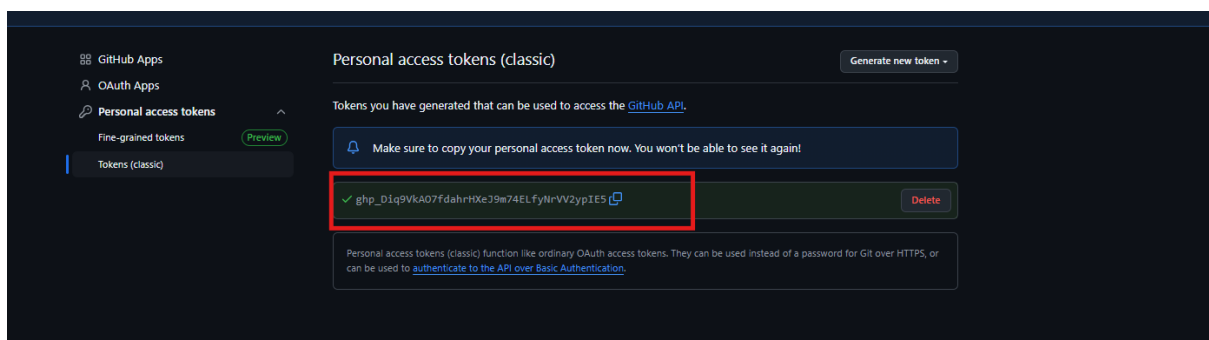 GitHub Apps
Personal access tokens (classic)
Generate new token
OAuth Apps
Personal access tokens
Tokens you have generated that can be used to access the GitHub API.
Fine-grained tokens
Preview
Make sure to copy your personal access token now. You won't be able to see it again!
Tokens (classic)
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
Delete
Personal access tokens (classic) function like ordinary OAuth access tokens. They can be used instead of a password for Git over HTTPS, or
can be used to authenticate to the API over Basic Authentication.